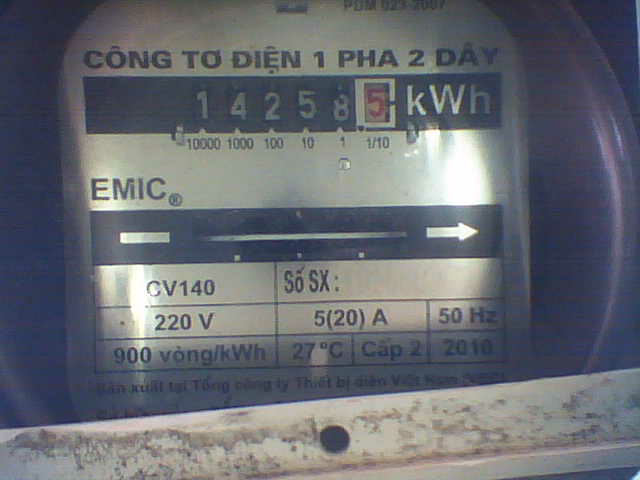 PDM 023-2007
CÔNG TƠ ĐIỆN 1 PHA 2 DÂY
1 4 2 5 8 5 kWh
10000 1000 100 10 1 1/10
EMIC®
CV140 Số SX :
220 V 5(20) A 50 Hz
900 vòng/kWh 27 °C Cấp 2 2010
Sản xuất tại Tổng công ty Thiết bị điện Việt Nam